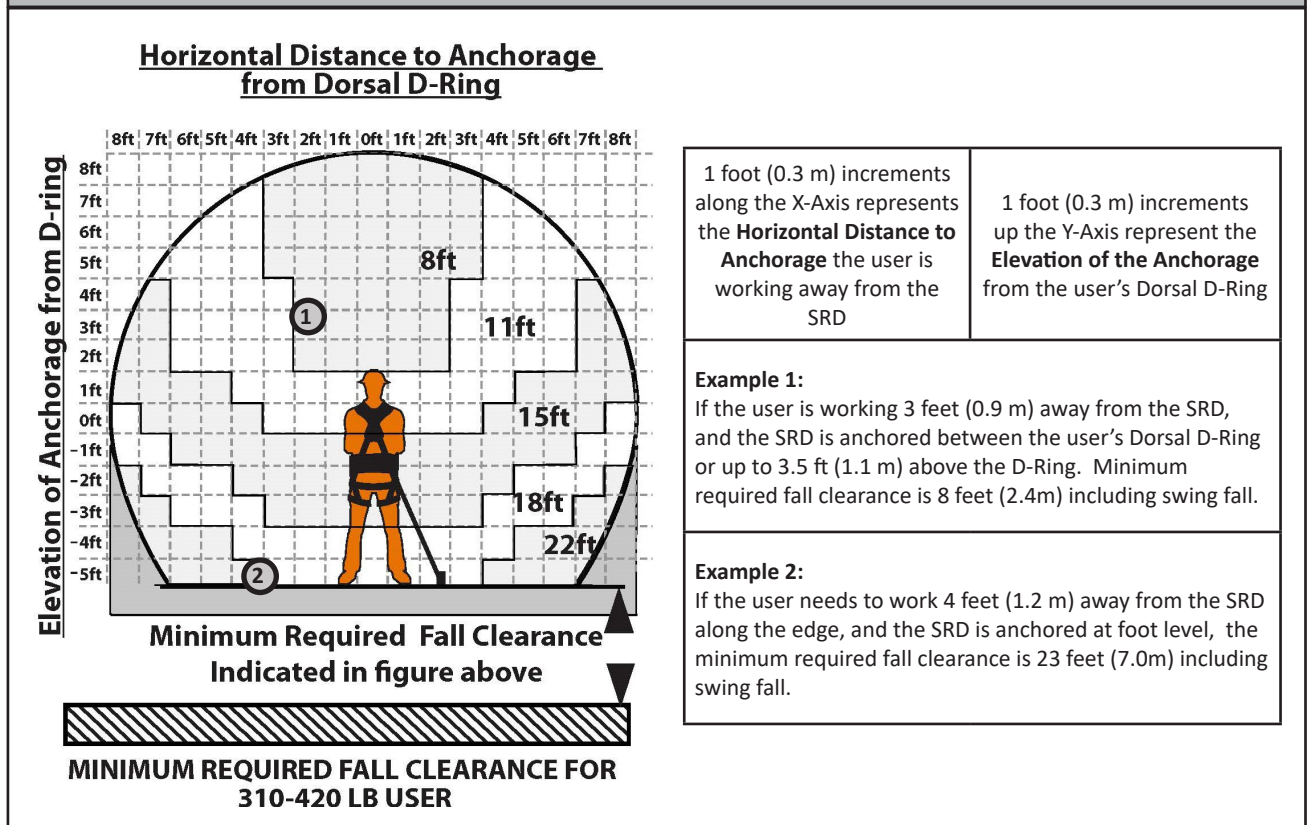 Horizontal Distance to Anchorage
from Dorsal D-Ring
8ft 7ft 6ft 5ft 4ft 3ft 2ft 1ft 0ft 1ft 2ft 3ft 4ft 5ft 6ft 7ft 8ft
Elevation of Anchorage from D-ring
8ft
7ft
6ft
5ft
4ft
3ft
2ft
1ft
0ft
-1ft
-2ft
-3ft
-4ft
-5ft
8ft
1
11ft
15ft
18ft
22ft
2
Minimum Required Fall Clearance
Indicated in figure above
MINIMUM REQUIRED FALL CLEARANCE FOR
310-420 LB USER
1 foot (0.3 m) increments
along the X-Axis represents
the Horizontal Distance to
Anchorage the user is
working away from the
SRD
1 foot (0.3 m) increments
up the Y-Axis represent the
Elevation of the Anchorage
from the user's Dorsal D-Ring
Example 1:
If the user is working 3 feet (0.9 m) away from the SRD,
and the SRD is anchored between the user's Dorsal D-Ring
or up to 3.5 ft (1.1 m) above the D-Ring. Minimum
required fall clearance is 8 feet (2.4m) including swing fall.
Example 2:
If the user needs to work 4 feet (1.2 m) away from the SRD
along the edge, and the SRD is anchored at foot level, the
minimum required fall clearance is 23 feet (7.0m) including
swing fall.